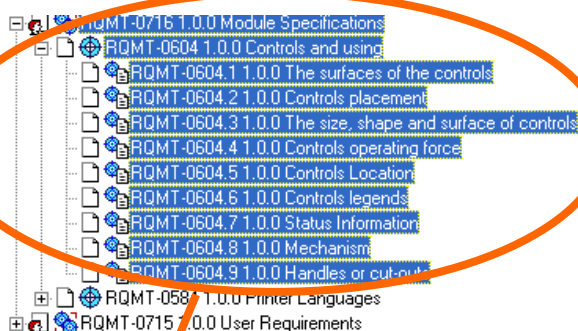 RQMT-0716 1.0.0 Module Specifications
RQMT-0604 1.0.0 Controls and using
RQMT-0604.1 1.0.0 The surfaces of the controls
RQMT-0604.2 1.0.0 Controls placement
RQMT-0604.3 1.0.0 The size, shape and surface of controls
RQMT-0604.4 1.0.0 Controls operating force
RQMT-0604.5 1.0.0 Controls Location
RQMT-0604.6 1.0.0 Controls legends
RQMT-0604.7 1.0.0 Status Information
RQMT-0604.8 1.0.0 Mechanism
RQMT-0604.9 1.0.0 Handles or cut-outs
RQMT-0584 1.0.0 Printer Languages
RQMT-0715 1.0.0 User Requirements